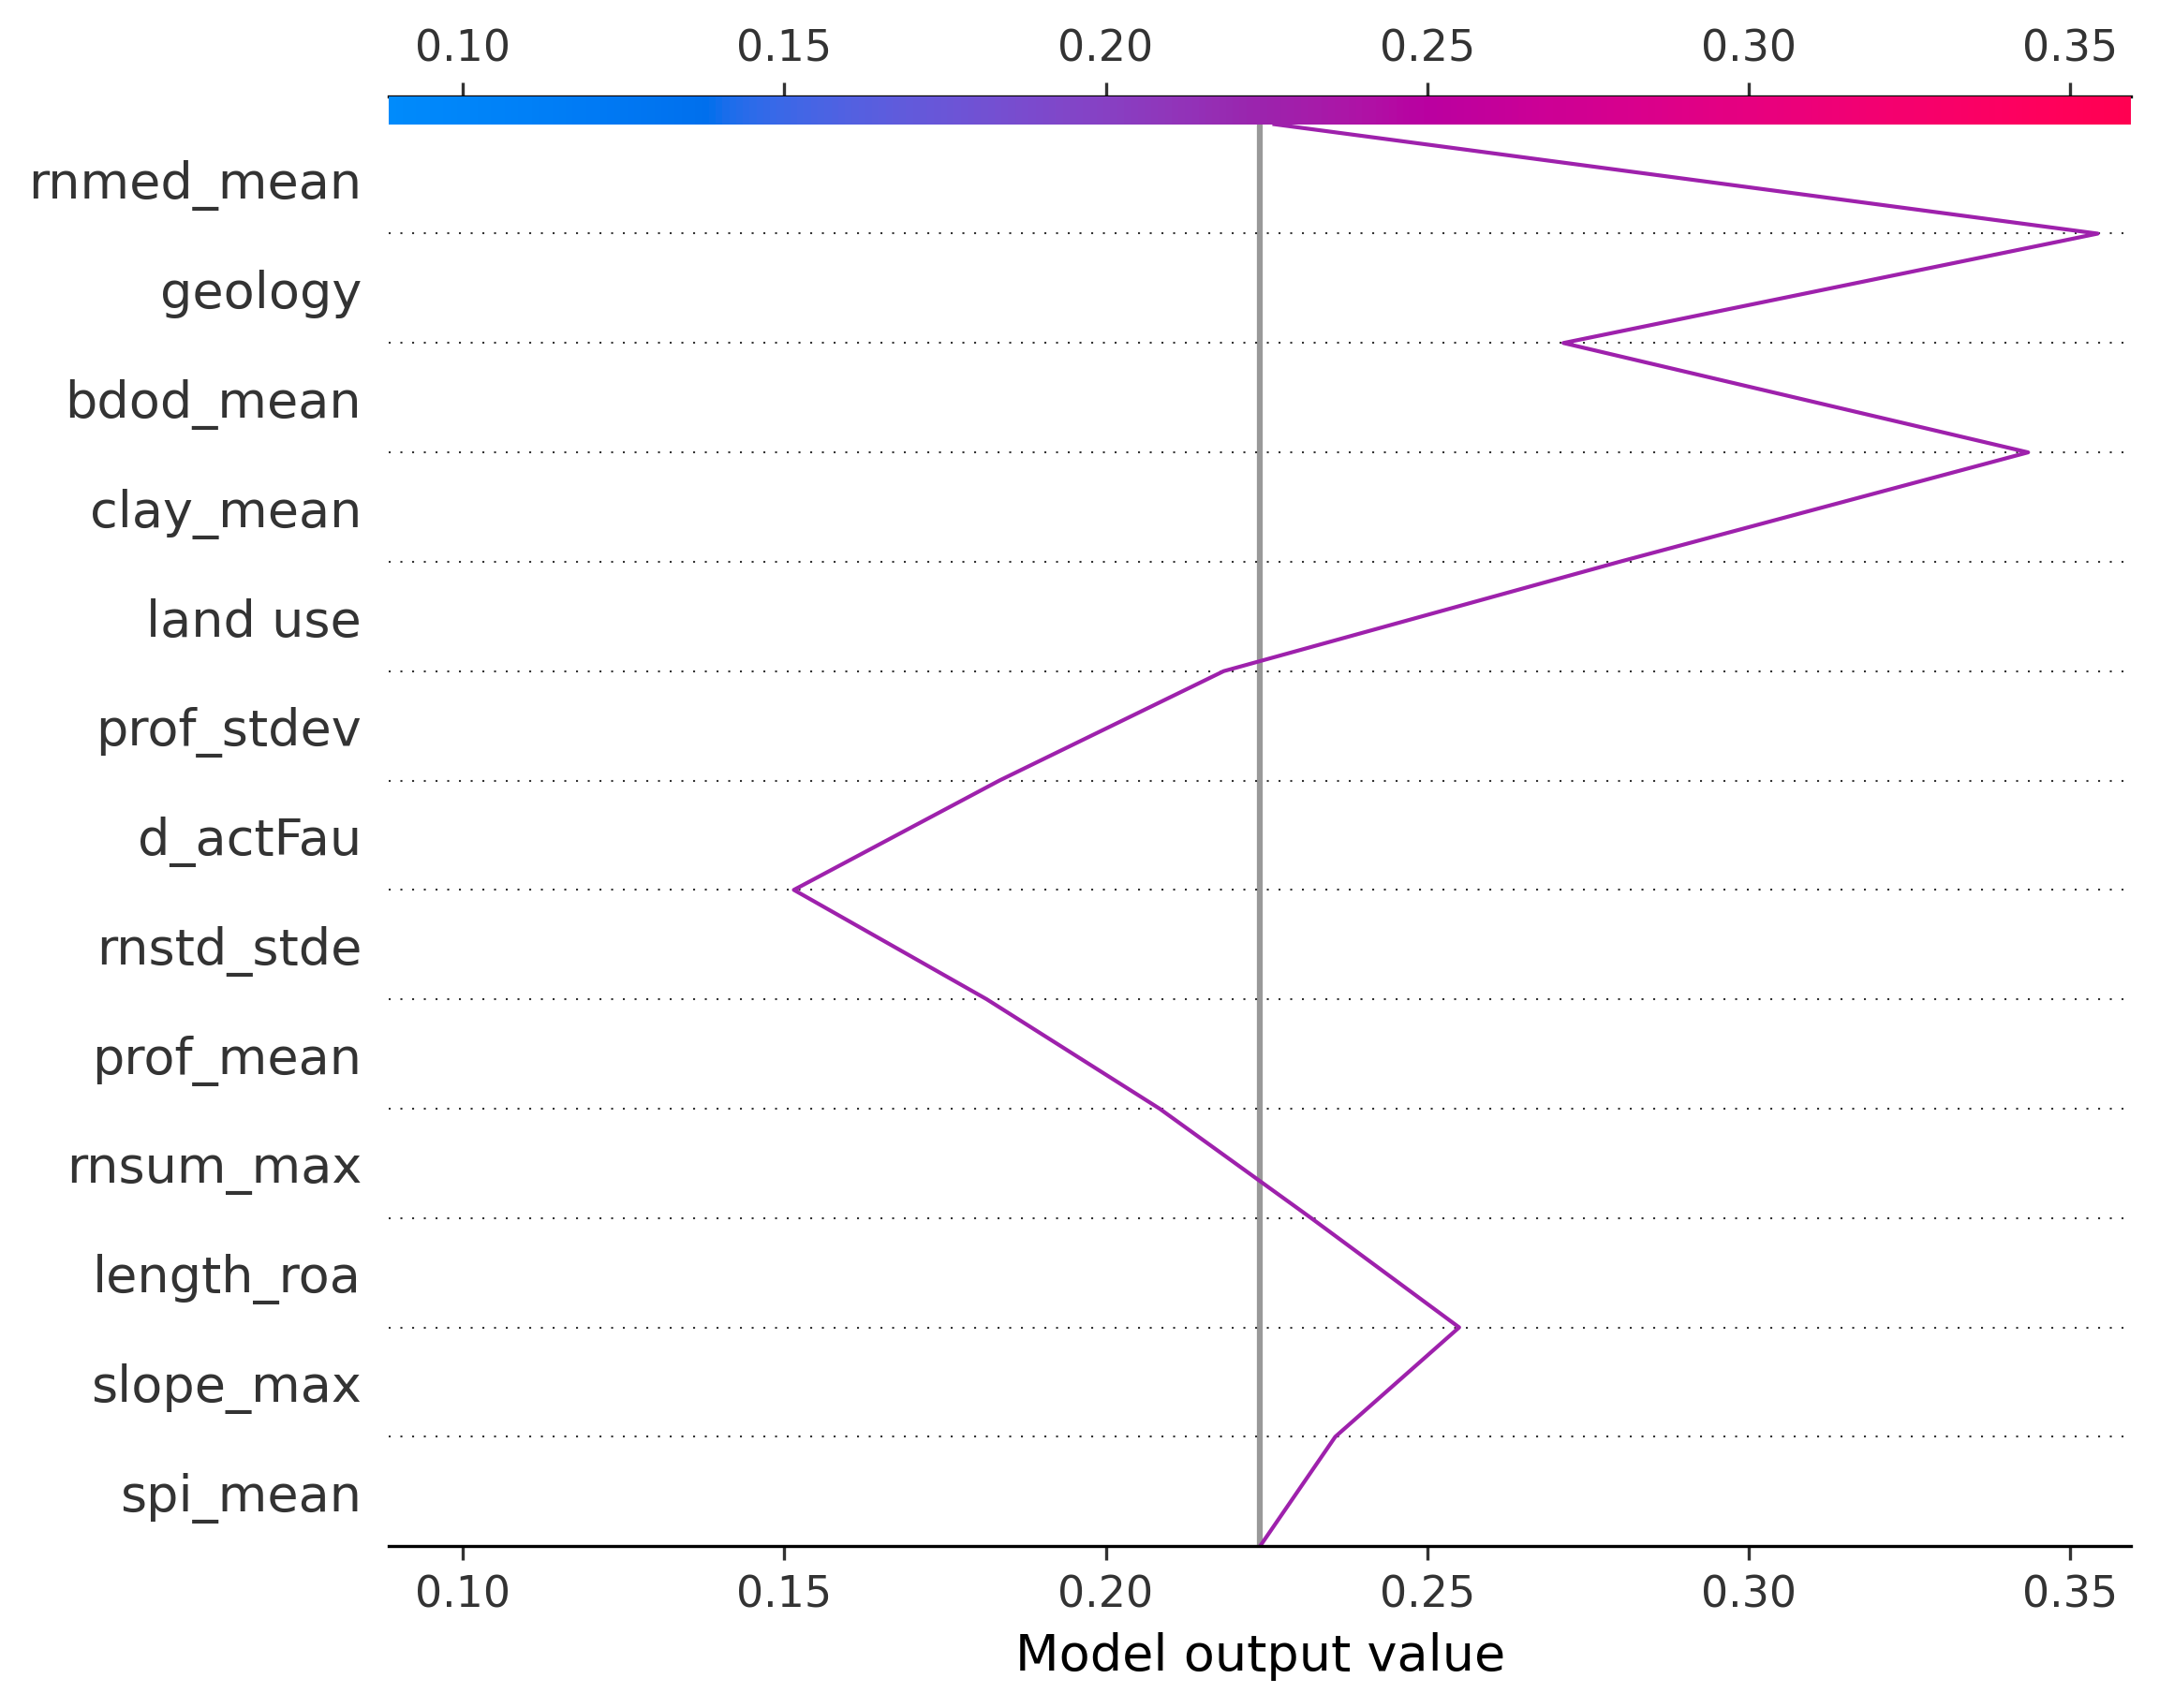 0.10 0.15 0.20 0.25 0.30 0.35
rnmed_mean
geology
bdod_mean
clay_mean
land use
prof_stdev
d_actFau
rnstd_stde
prof_mean
rnsum_max
length_roa
slope_max
spi_mean
0.10 0.15 0.20 0.25 0.30 0.35
Model output value